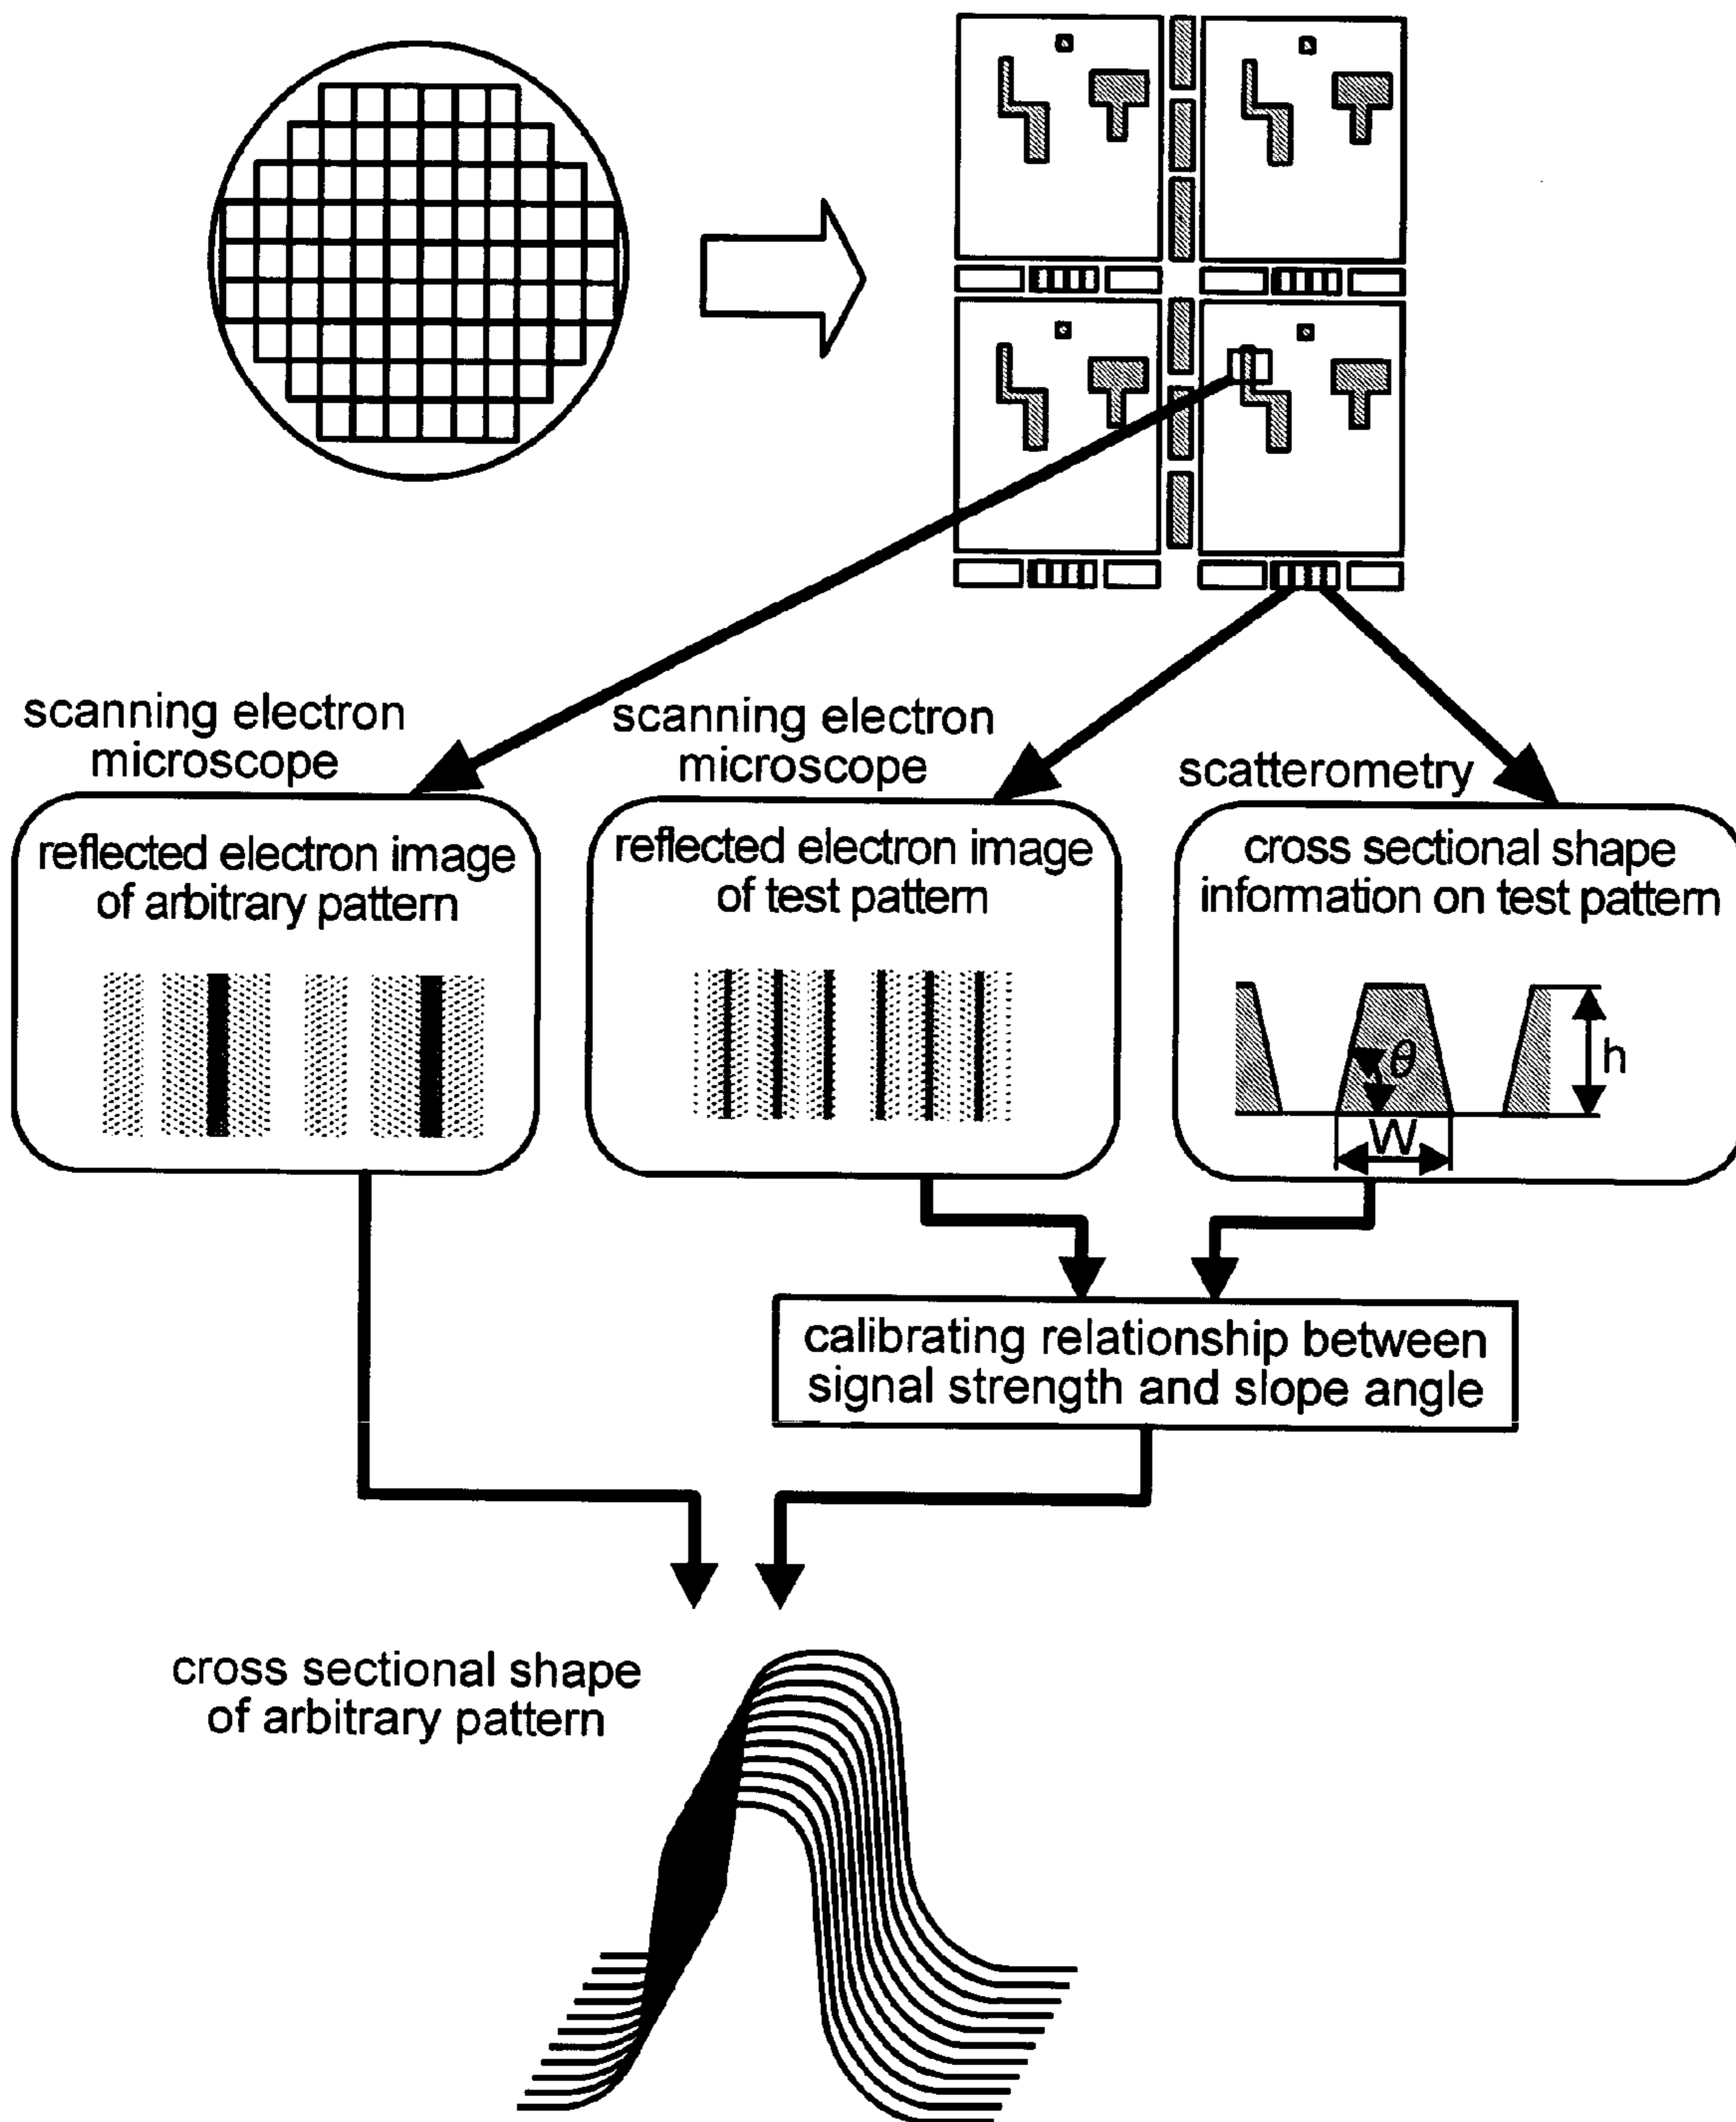 scanning electron
microscope
scanning electron
microscope
scatterometry
reflected electron image
of arbitrary pattern
reflected electron image
of test pattern
cross sectional shape
information on test pattern
θ
h
W
calibrating relationship between
signal strength and slope angle
cross sectional shape
of arbitrary pattern